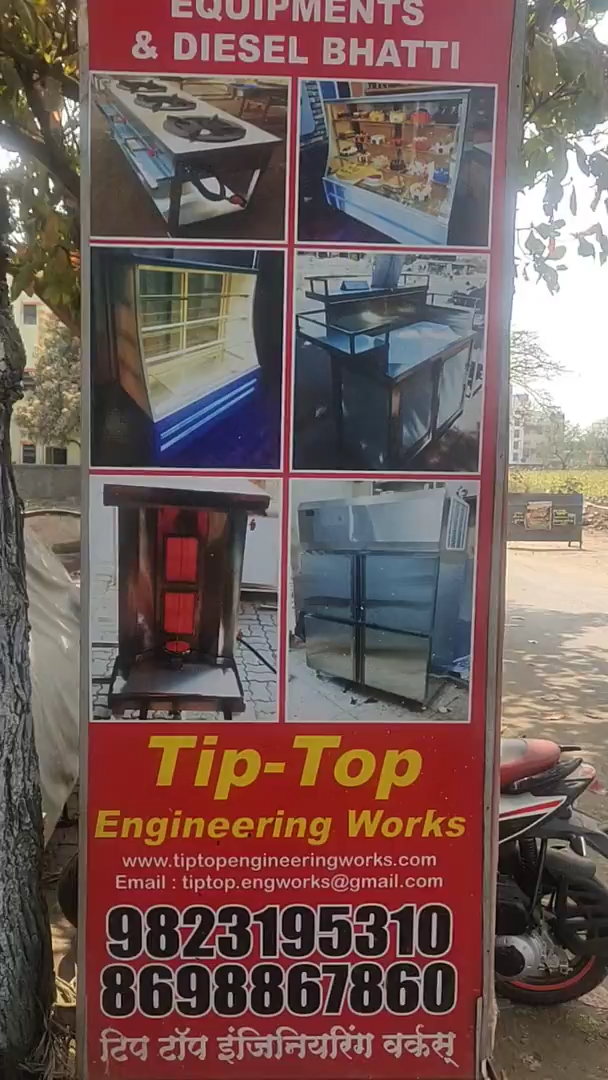 EQUIPMENTS
& DIESEL BHATTI
Tip-Top
Engineering Works
www.tiptopengineeringworks.com
Email : tiptop.engworks@gmail.com
9823195310
8698867860
टिप टॉप इंजिनियरिंग वर्कस्